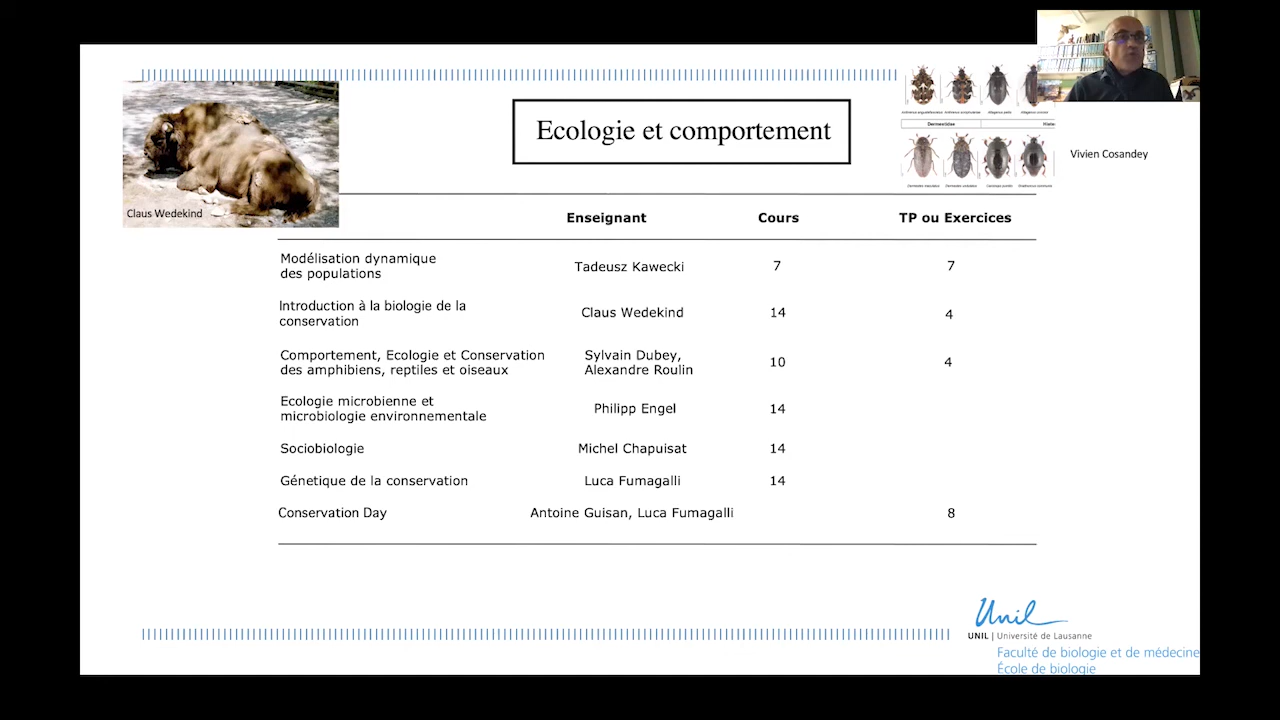 Ecologie et comportement
Dermestidae
Vivien Cosandey
Claus Wedekind
Enseignant Cours TP ou Exercices
Modélisation dynamique
des populations
Tadeusz Kawecki 7 7
Introduction à la biologie de la
conservation
Claus Wedekind 14 4
Comportement, Ecologie et Conservation
des amphibiens, reptiles et oiseaux
Sylvain Dubey,
Alexandre Roulin
10 4
Ecologie microbienne et
microbiologie environnementale
Philipp Engel 14
Sociobiologie Michel Chapuisat 14
Génetique de la conservation Luca Fumagalli 14
Conservation Day Antoine Guisan, Luca Fumagalli 8
Unil
UNIL | Université de Lausanne
Faculté de biologie et de médecine
École de biologie